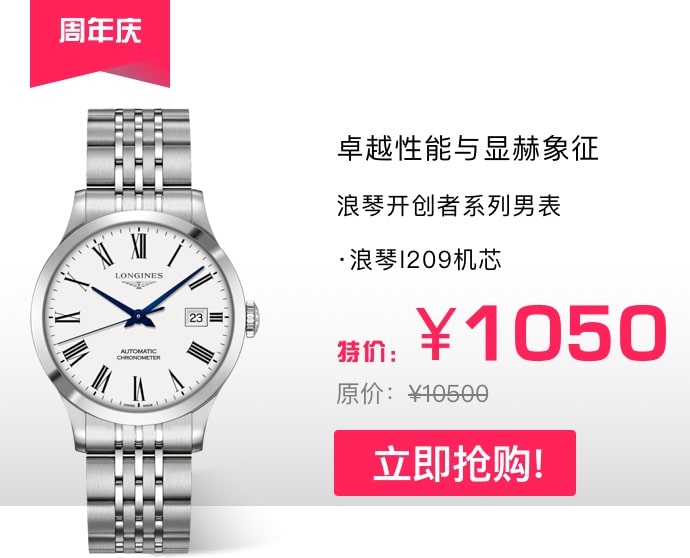 周年庆
卓越性能与显赫象征
浪琴开创者系列男表
·浪琴l209机芯
特价：¥1050
原价：¥10500
立即抢购!
XII
LONGINES
23
AUTOMATIC
CHRONOMETER